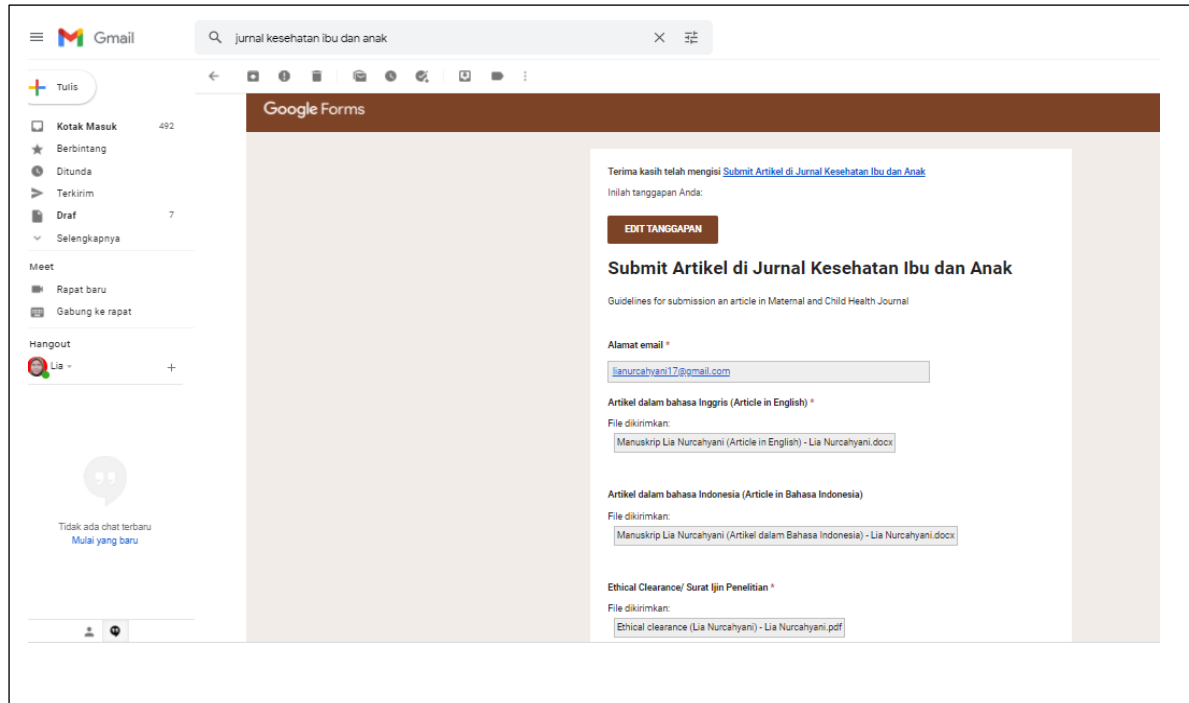 Gmail
jurnal kesehatan ibu dan anak
Tulis
Kotak Masuk 492
Berbintang
Ditunda
Terkirim
Draf 7
Selengkapnya
Meet
Rapat baru
Gabung ke rapat
Hangout
Lia
Tidak ada chat terbaru
Mulai yang baru
Google Forms
Terima kasih telah mengisi Submit Artikel di Jurnal Kesehatan Ibu dan Anak
Inilah tanggapan Anda:
EDIT TANGGAPAN
Submit Artikel di Jurnal Kesehatan Ibu dan Anak
Guidelines for submission an article in Maternal and Child Health Journal
Alamat email *
lianurcahyani17@gmail.com
Artikel dalam bahasa Inggris (Article in English) *
File dikirimkan:
Manuskrip Lia Nurcahyani (Article in English) - Lia Nurcahyani.docx
Artikel dalam bahasa Indonesia (Article in Bahasa Indonesia)
File dikirimkan:
Manuskrip Lia Nurcahyani (Artikel dalam Bahasa Indonesia) - Lia Nurcahyani.docx
Ethical Clearance/ Surat Ijin Penelitian *
File dikirimkan:
Ethical clearance (Lia Nurcahyani) - Lia Nurcahyani.pdf